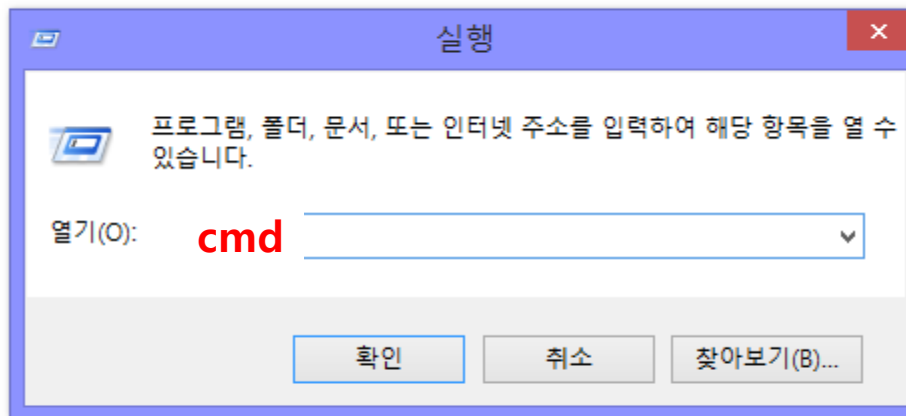 실행
프로그램, 폴더, 문서, 또는 인터넷 주소를 입력하여 해당 항목을 열 수
있습니다.
열기(O): cmd
확인 취소 찾아보기(B)...